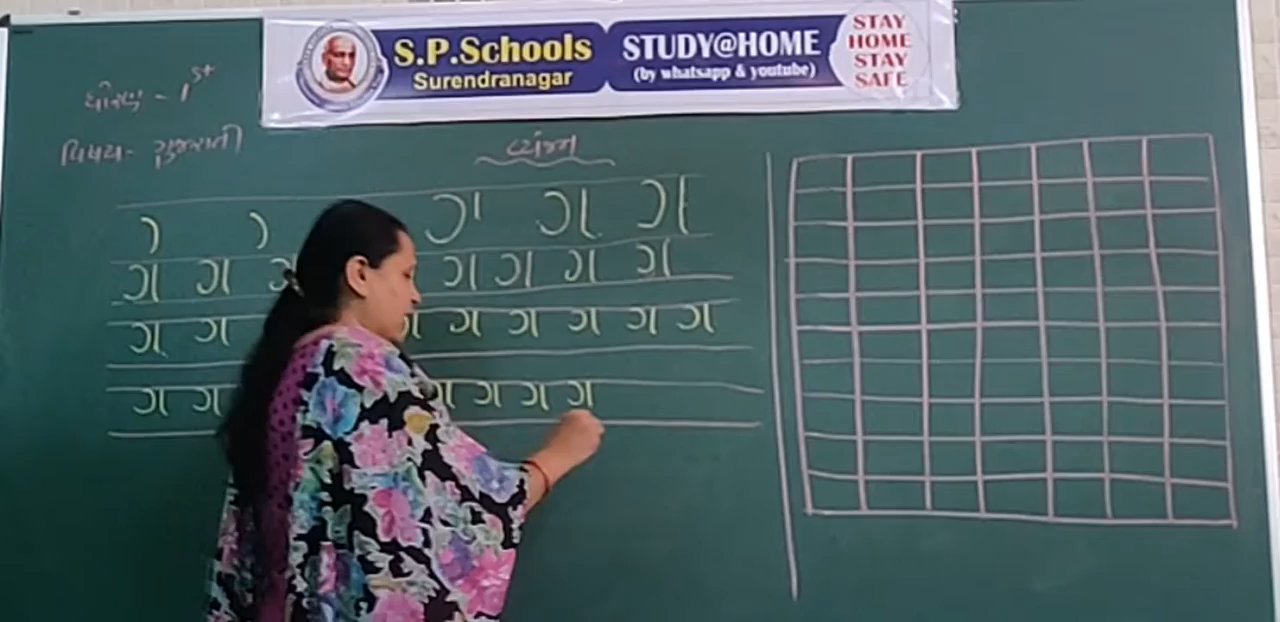 S.P.Schools
Surendranagar
STUDY@HOME
(by whatsapp & youtube)
STAY
HOME
STAY
SAFE
ધોરણ - 1st
વિષય - ગુજરાતી
વ્યંજન
ગ ગ
ગ ગ ગ ગ ગ ગ
ગ ગ ગ ગ ગ ગ ગ
ગ ગ ગ ગ ગ